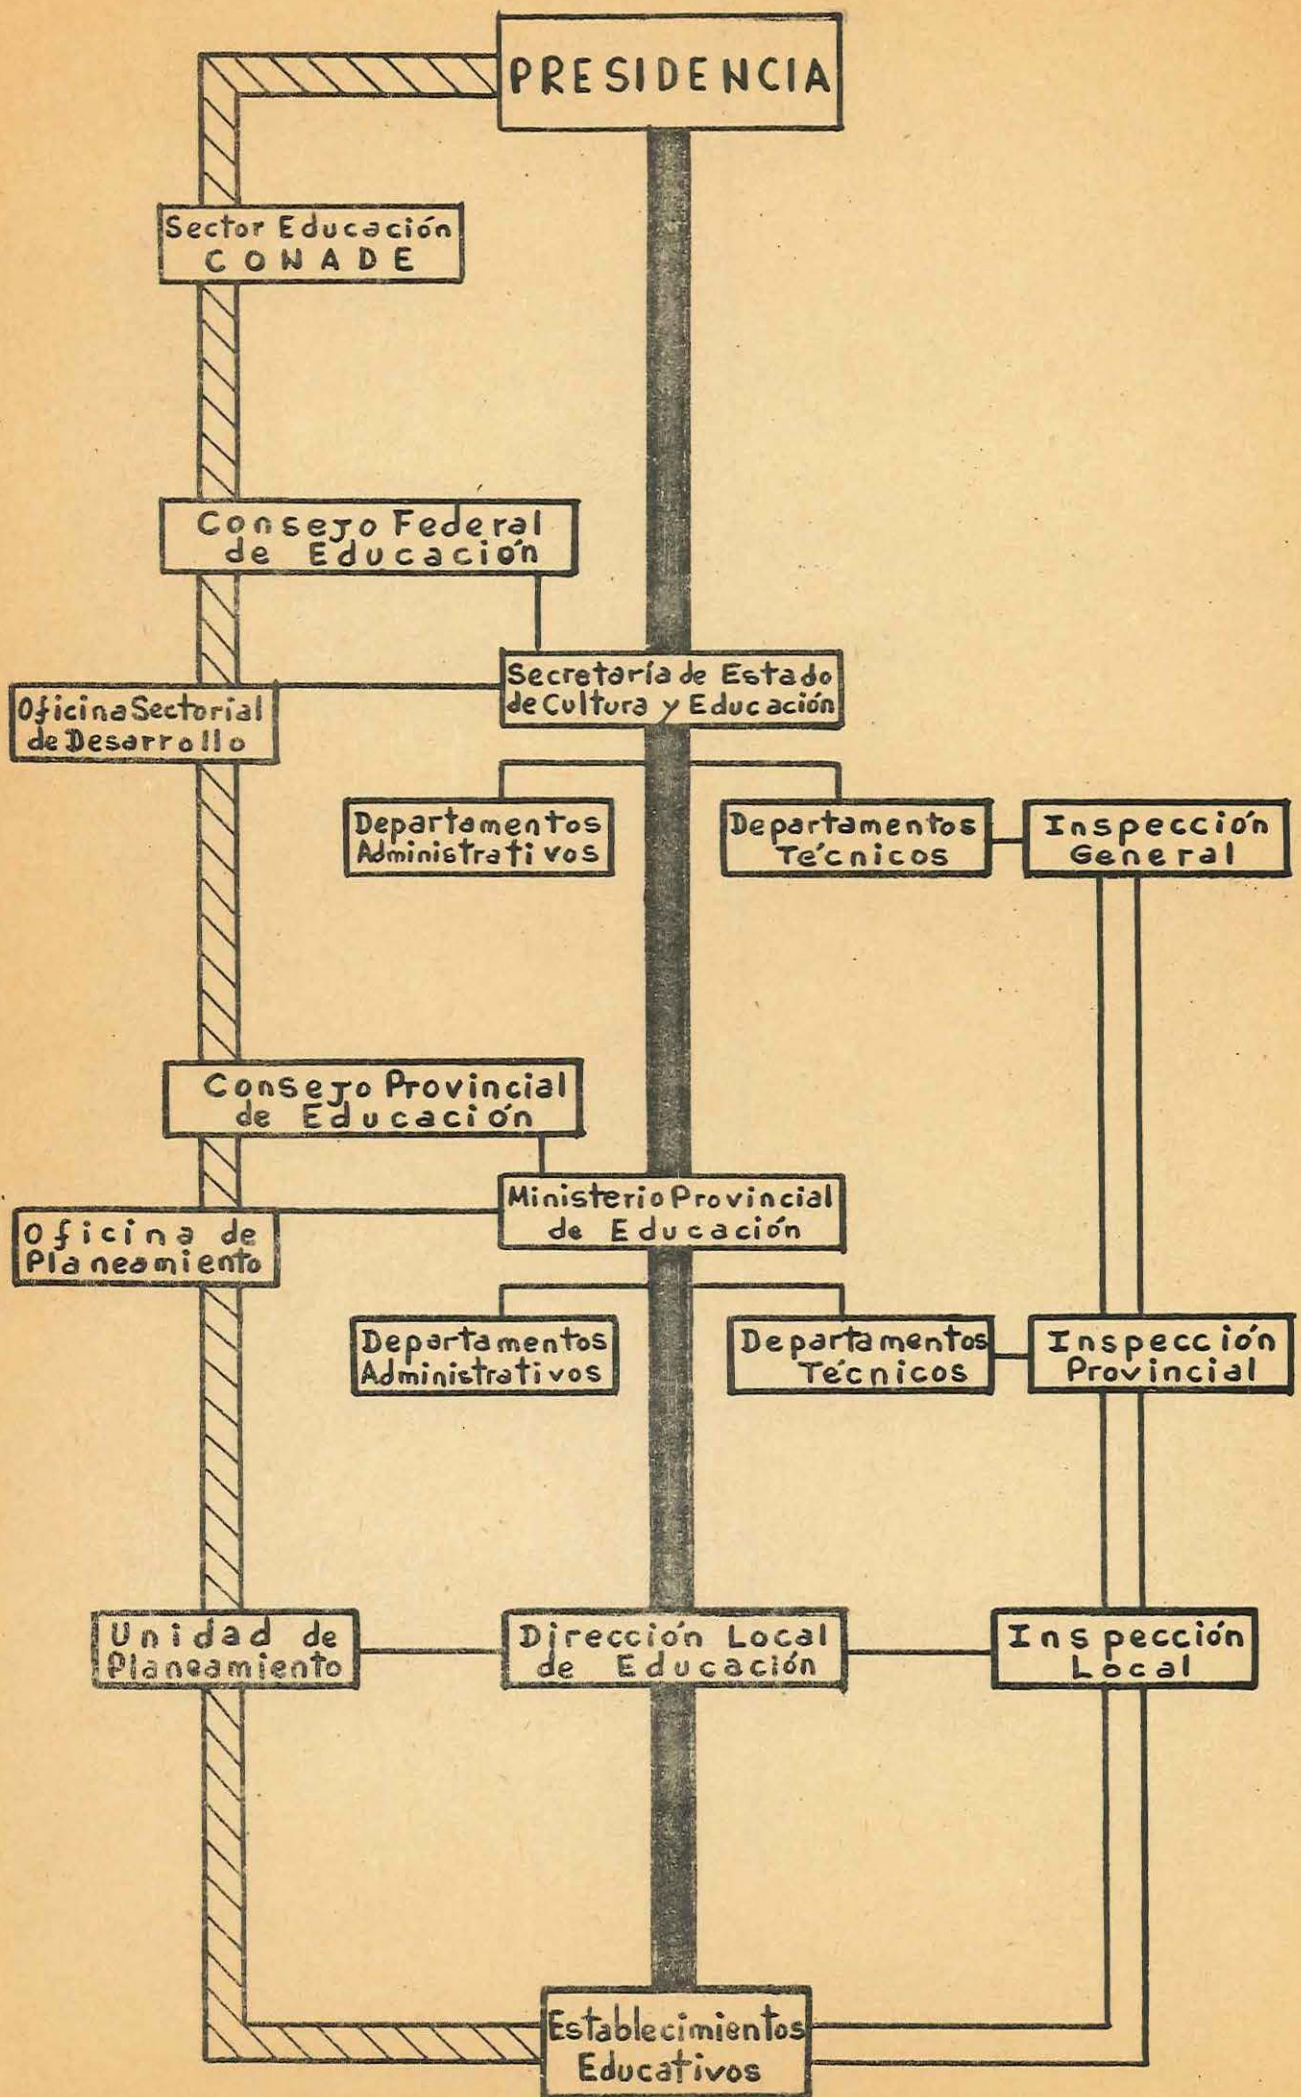 PRESIDENCIA
Sector Educación
CONADE
Consejo Federal
de Educación
Secretaría de Estado
de Cultura y Educación
Oficina Sectorial
de Desarrollo
Departamentos
Administrativos
Departamentos
Técnicos
Inspección
General
Consejo Provincial
de Educación
Ministerio Provincial
de Educación
Oficina de
Planeamiento
Departamentos
Administrativos
Departamentos
Técnicos
Inspección
Provincial
Unidad de
Planeamiento
Dirección Local
de Educación
Inspección
Local
Establecimientos
Educativos